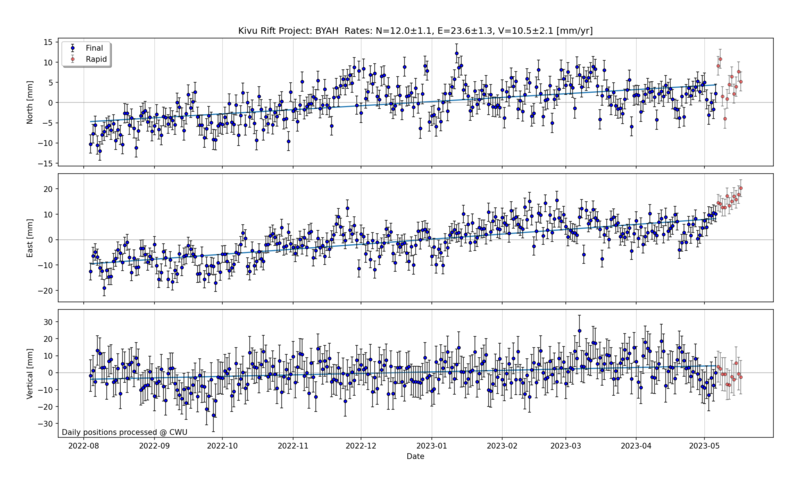 Kivu Rift Project: BYAH  Rates: N=12.0±1.1, E=23.6±1.3, V=10.5±2.1 [mm/yr]
Final
Rapid
North [mm]
15
10
5
0
−5
−10
−15
East [mm]
20
10
0
−10
−20
Vertical [mm]
30
20
10
0
−10
−20
−30
Daily positions processed @ CWU
2022-08 2022-09 2022-10 2022-11 2022-12 2023-01 2023-02 2023-03 2023-04 2023-05
Date